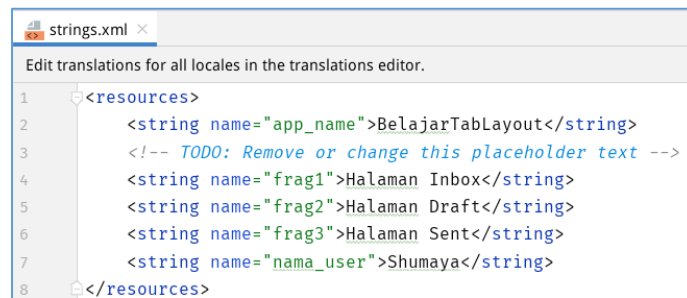 strings.xml
Edit translations for all locales in the translations editor.
1 <resources>
2 <string name="app_name">BelajarTabLayout</string>
3 <!-- TODO: Remove or change this placeholder text -->
4 <string name="frag1">Halaman Inbox</string>
5 <string name="frag2">Halaman Draft</string>
6 <string name="frag3">Halaman Sent</string>
7 <string name="nama_user">Shumaya</string>
8 </resources>